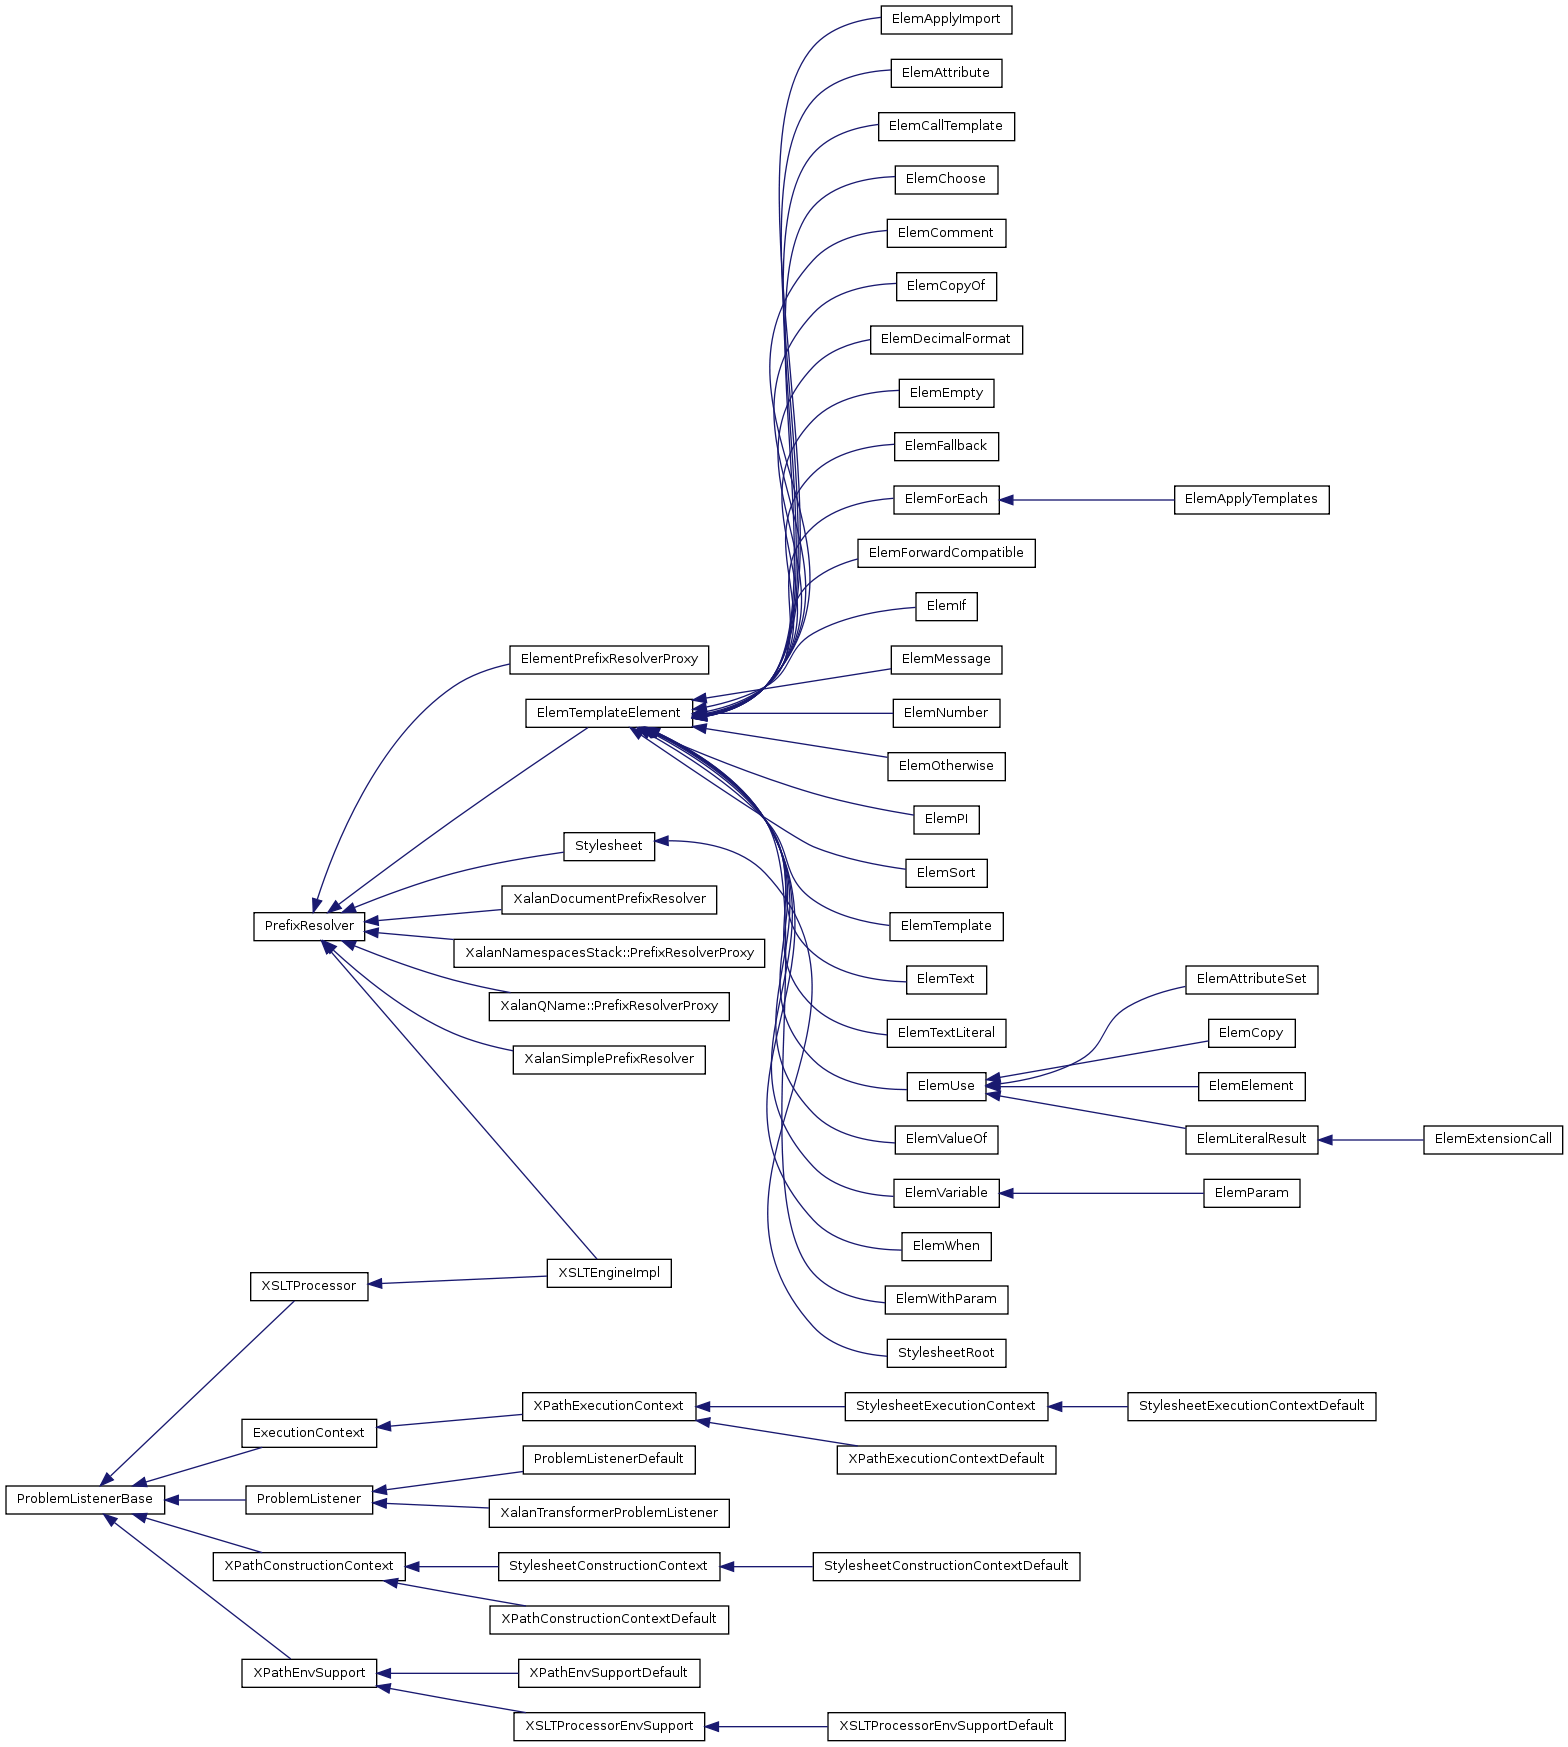 ElemApplyImport
ElemAttribute
ElemCallTemplate
ElemChoose
ElemComment
ElemCopyOf
ElemDecimalFormat
ElemEmpty
ElemFallback
ElemForEach
ElemApplyTemplates
ElemForwardCompatible
ElemIf
ElementPrefixResolverProxy
ElemMessage
ElemTemplateElement
ElemNumber
ElemOtherwise
ElemPI
Stylesheet
ElemSort
XalanDocumentPrefixResolver
PrefixResolver
ElemTemplate
XalanNamespacesStack::PrefixResolverProxy
ElemText
ElemAttributeSet
XalanQName::PrefixResolverProxy
ElemTextLiteral
ElemCopy
XalanSimplePrefixResolver
ElemUse
ElemElement
ElemValueOf
ElemLiteralResult
ElemExtensionCall
ElemVariable
ElemParam
ElemWhen
XSLTProcessor
XSLTEngineImpl
ElemWithParam
StylesheetRoot
XPathExecutionContext
StylesheetExecutionContext
StylesheetExecutionContextDefault
ExecutionContext
ProblemListenerDefault
XPathExecutionContextDefault
ProblemListenerBase
ProblemListener
XalanTransformerProblemListener
XPathConstructionContext
StylesheetConstructionContext
StylesheetConstructionContextDefault
XPathConstructionContextDefault
XPathEnvSupport
XPathEnvSupportDefault
XSLTProcessorEnvSupport
XSLTProcessorEnvSupportDefault